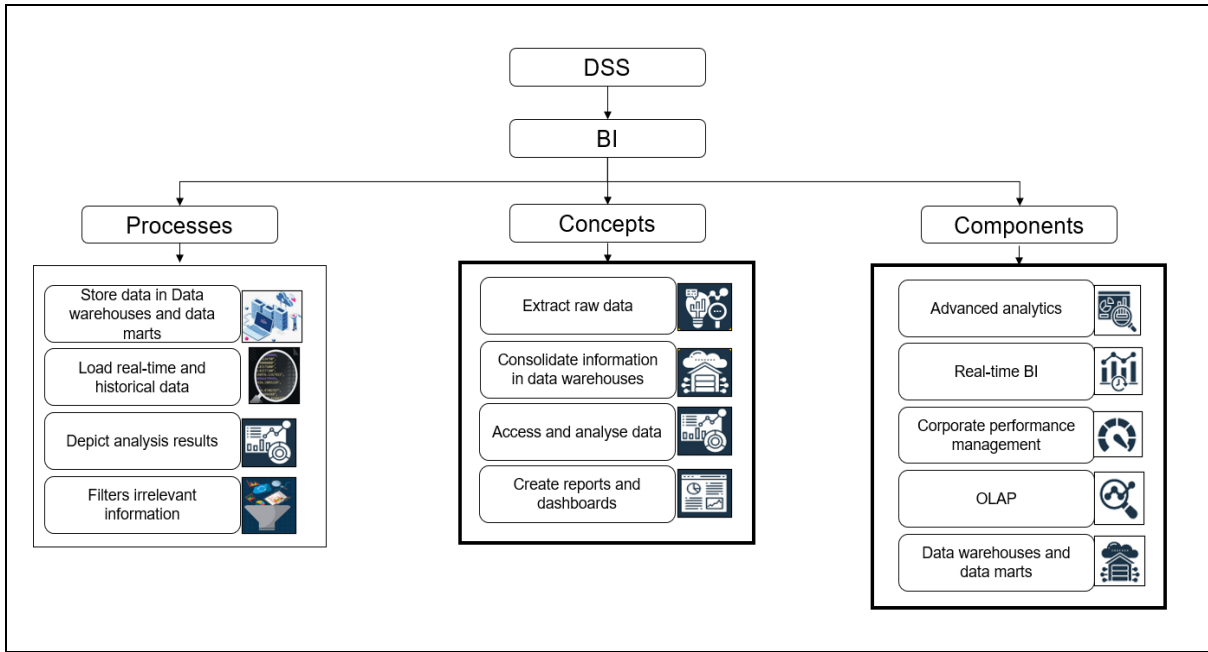 DSS
BI
Processes
Concepts
Components
Store data in Data
warehouses and data
marts
Load real-time and
historical data
Depict analysis results
Filters irrelevant
information
Extract raw data
Consolidate information
in data warehouses
Access and analyse data
Create reports and
dashboards
Advanced analytics
Real-time BI
Corporate performance
management
OLAP
Data warehouses and
data marts